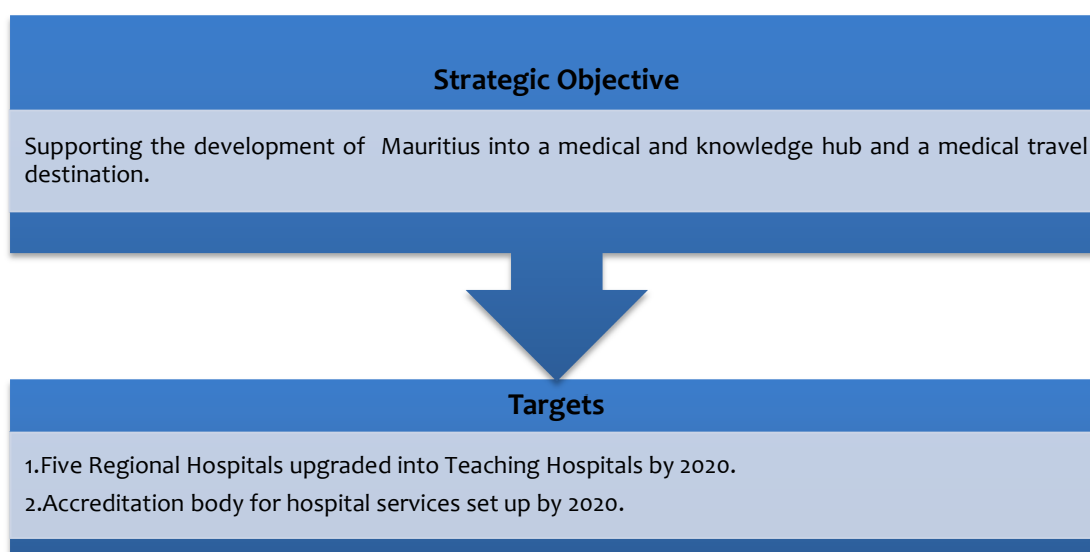 Strategic Objective
Supporting the development of Mauritius into a medical and knowledge hub and a medical travel
destination.
Targets
1.Five Regional Hospitals upgraded into Teaching Hospitals by 2020.
2.Accreditation body for hospital services set up by 2020.